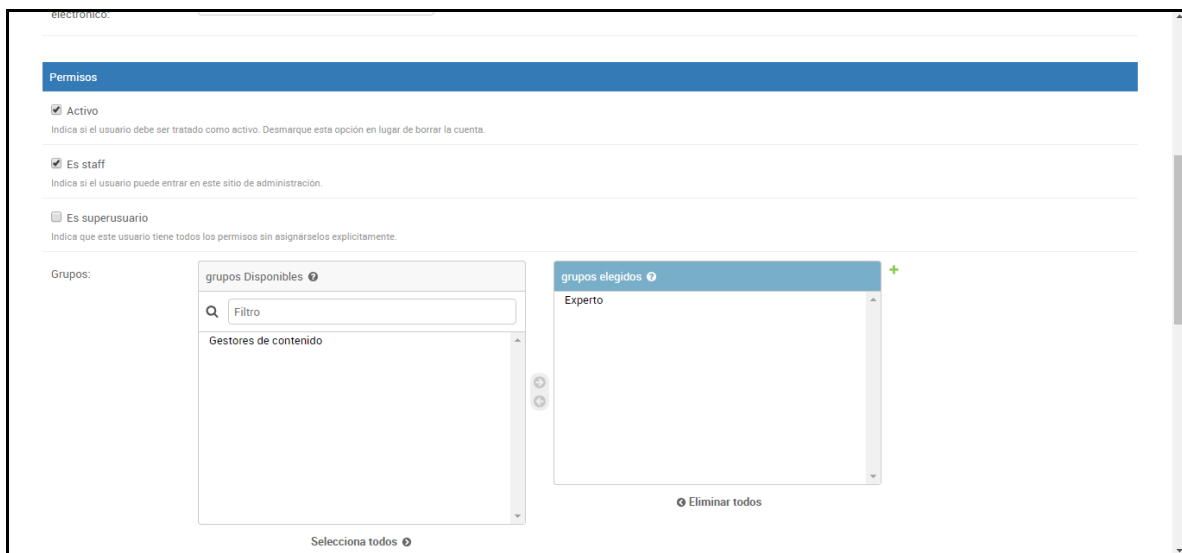 electrónico:
Permisos
Activo
Indica si el usuario debe ser tratado como activo. Desmarque esta opción en lugar de borrar la cuenta.
Es staff
Indica si el usuario puede entrar en este sitio de administración.
Es superusuario
Indica que este usuario tiene todos los permisos sin asignárselos explícitamente.
Grupos:
grupos Disponibles
Filtro
Gestores de contenido
Selecciona todos
grupos elegidos
Experto
Eliminar todos